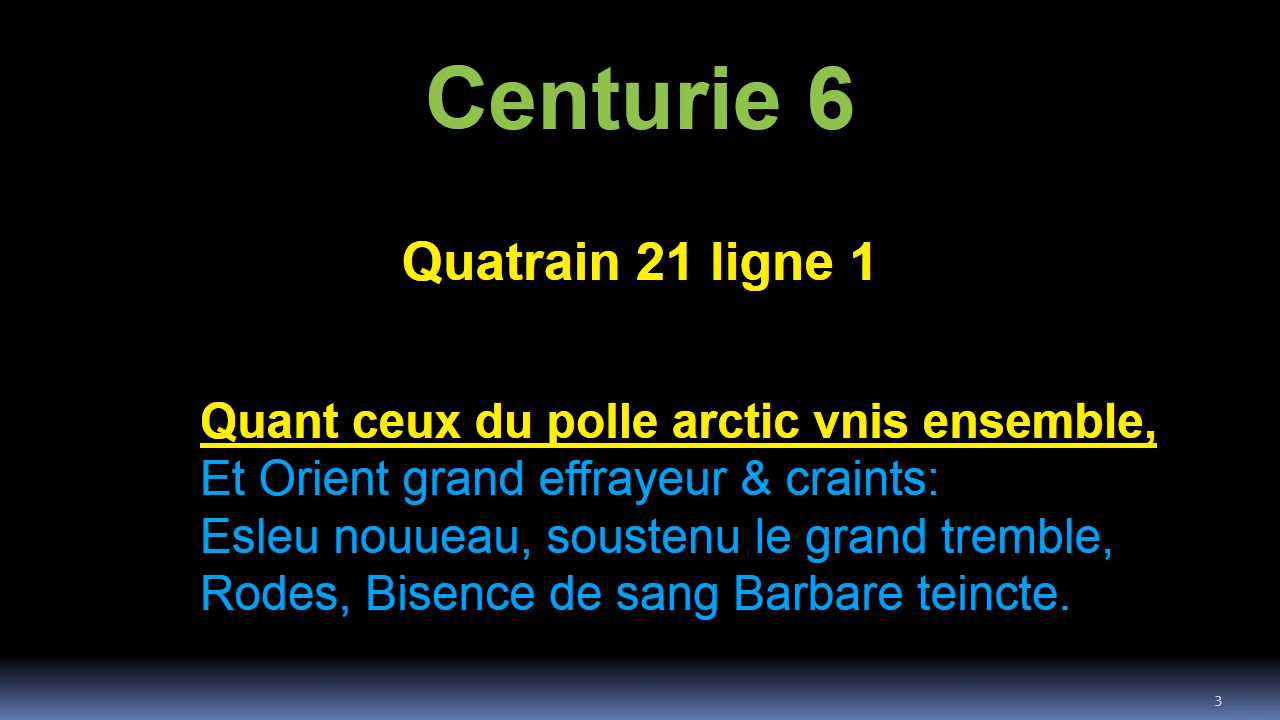 Centurie 6
Quatrain 21 ligne 1
Quant ceux du polle arctic vnis ensemble,
Et Orient grand effrayeur & craints:
Esleu nouueau, soustenu le grand tremble,
Rodes, Bisence de sang Barbare teincte.
3